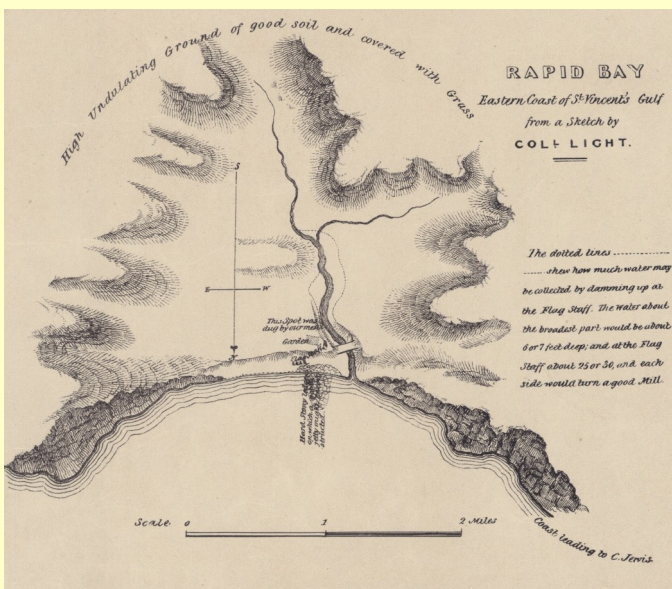 High Undulating Ground of good soil and covered with Grass
RAPID BAY
Eastern Coast of St. Vincent's Gulf
from a Sketch by
COLL. LIGHT.
S
E W
The dotted lines
shew how much water may
be collected by damming up at
the Flag Staff. The Water about
the broadest part would be about
6 or 7 feet deep; and at the Flag
Staff about 25 or 30, and each
side would turn a good Mill.
This Spot was
dug by our men
Garden
Hard Stony
Scale 0 1 2 Miles
Coast leading to C. Jervis